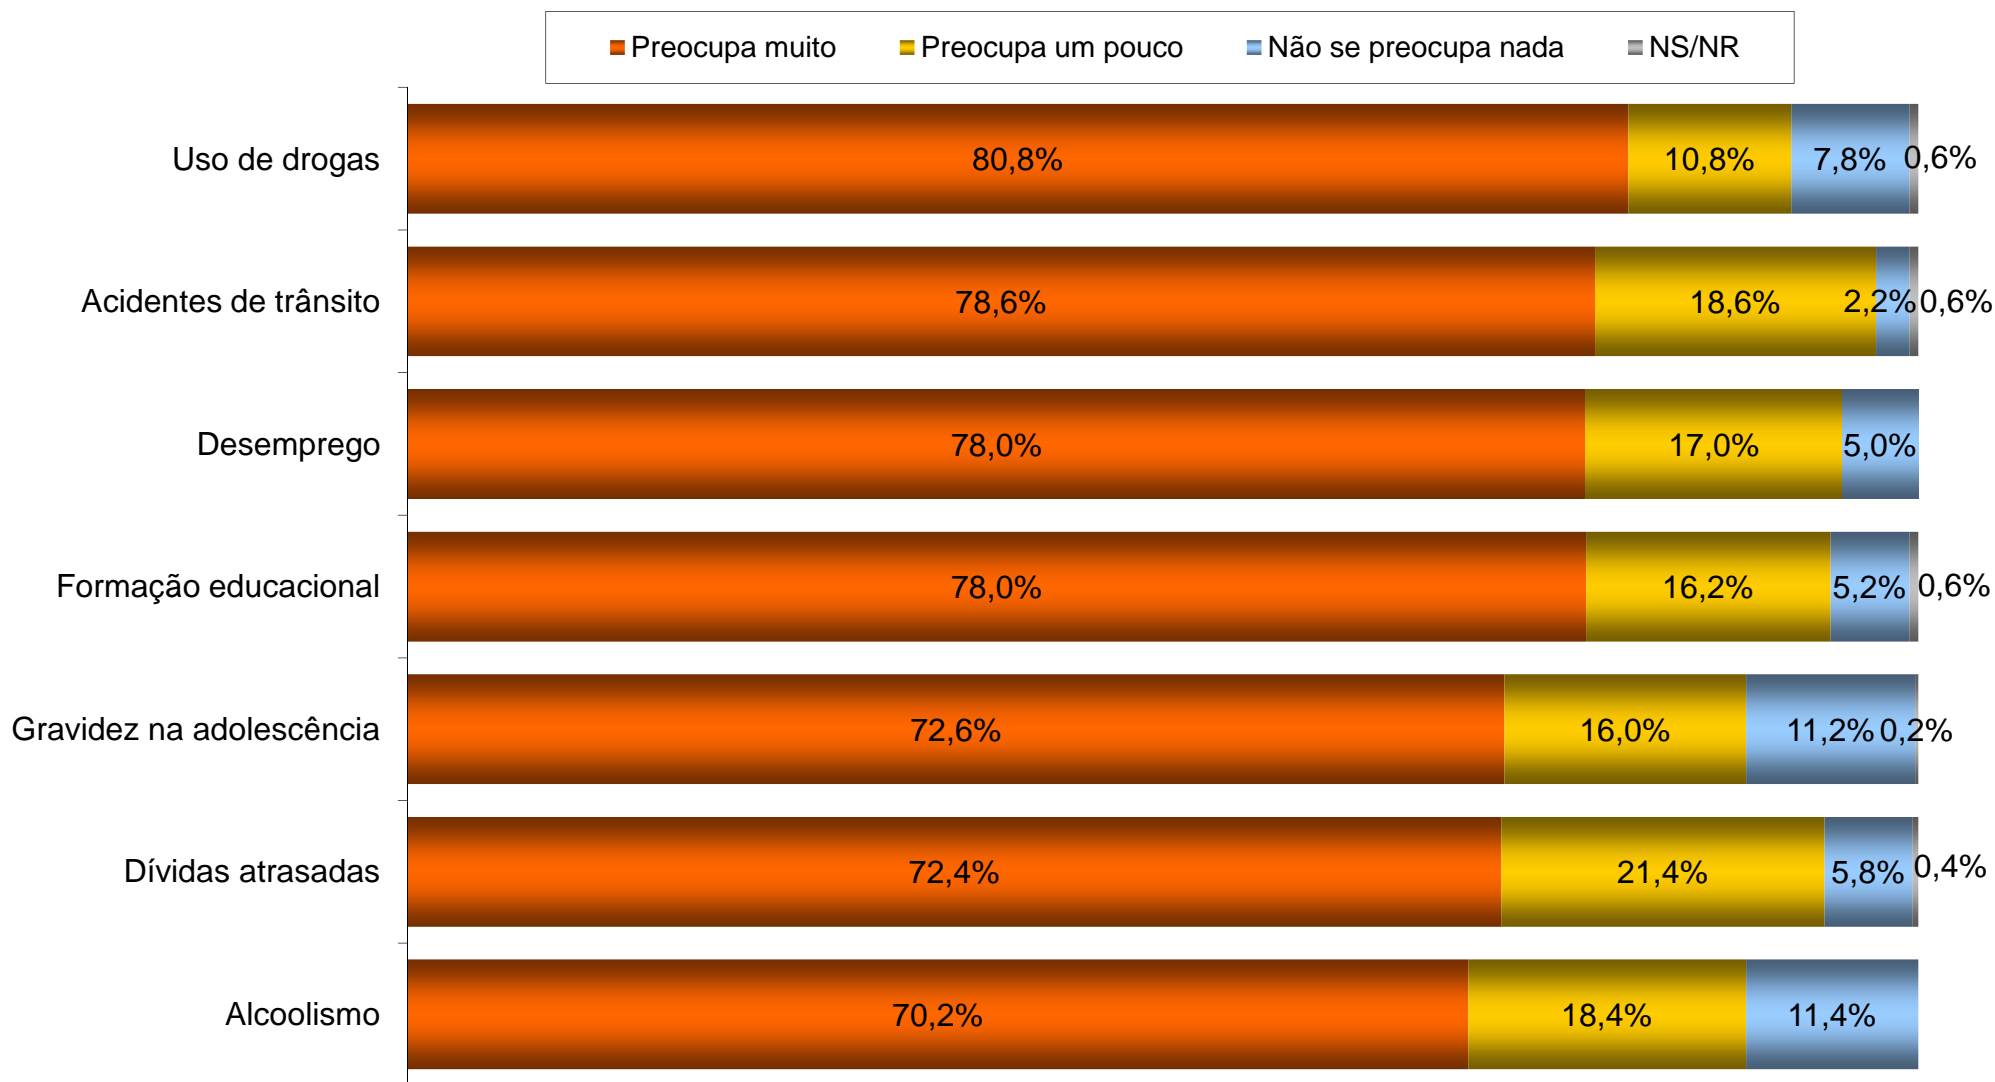 Preocupa muito Preocupa um pouco Não se preocupa nada NS/NR
Uso de drogas 80,8% 10,8% 7,8% 0,6%
Acidentes de trânsito 78,6% 18,6% 2,2% 0,6%
Desemprego 78,0% 17,0% 5,0%
Formação educacional 78,0% 16,2% 5,2% 0,6%
Gravidez na adolescência 72,6% 16,0% 11,2% 0,2%
Dívidas atrasadas 72,4% 21,4% 5,8% 0,4%
Alcoolismo 70,2% 18,4% 11,4%